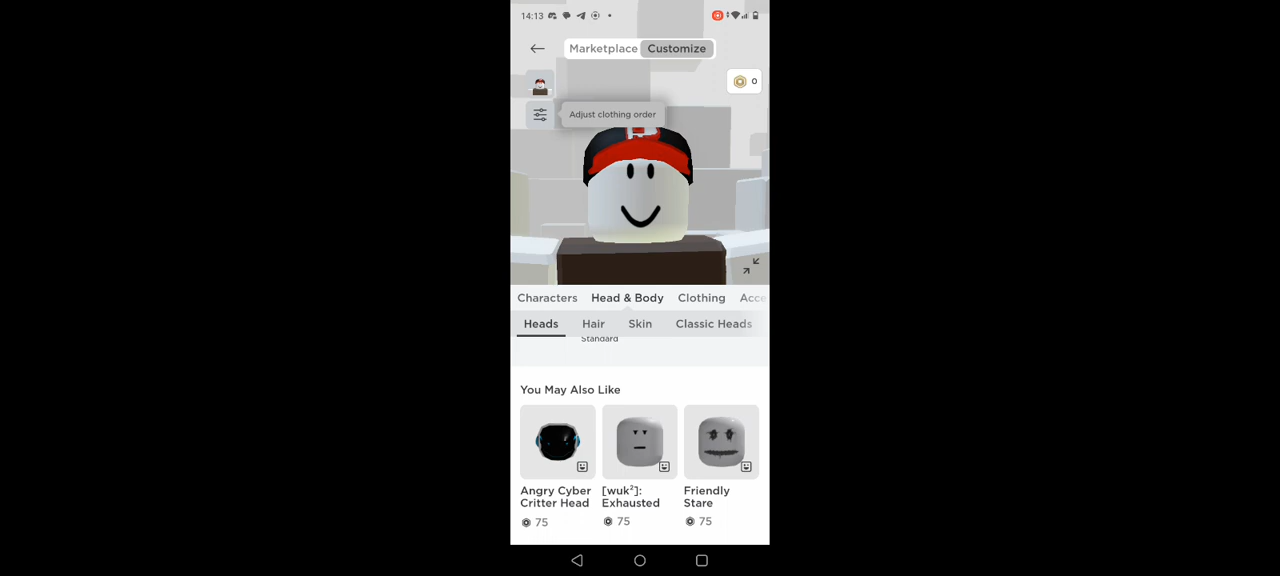 14:13
Marketplace Customize
0
Adjust clothing order
Characters Head & Body Clothing Acce
Heads Hair Skin Classic Heads
Standard
You May Also Like
Angry Cyber Critter Head
[wuk²]: Exhausted
Friendly Stare
75 75 75